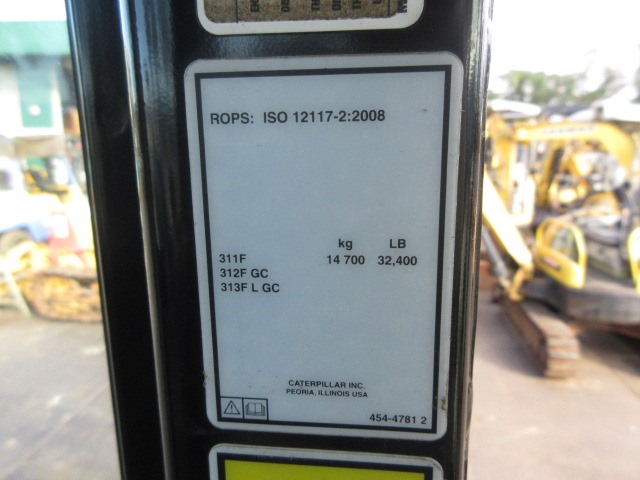 ROPS: ISO 12117-2:2008
kg LB
311F 14 700 32,400
312F GC
313F L GC
CATERPILLAR INC.
PEORIA, ILLINOIS USA
454-4781 2